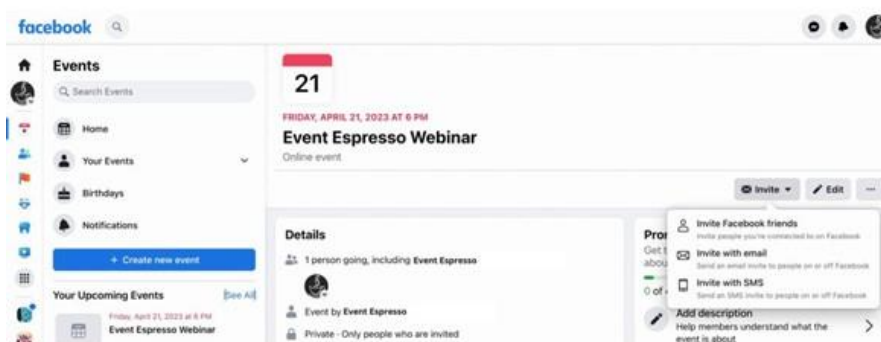 facebook
Events
Search Events
Home
Your Events
Birthdays
Notifications
+ Create new event
Your Upcoming Events
See All
Friday, April 21, 2023 at 6 PM
Event Espresso Webinar
21
FRIDAY, APRIL 21, 2023 AT 6 PM
Event Espresso Webinar
Online event
Invite
Edit
Details
1 person going, including Event Espresso
Event by Event Espresso
Private · Only people who are invited
Invite Facebook friends
Invite people you're connected to on Facebook
Invite with email
Send an email invite to people on or off Facebook
Invite with SMS
Send an SMS invite to people on or off Facebook
Get
0 of
Add description
Help members understand what the
event is about